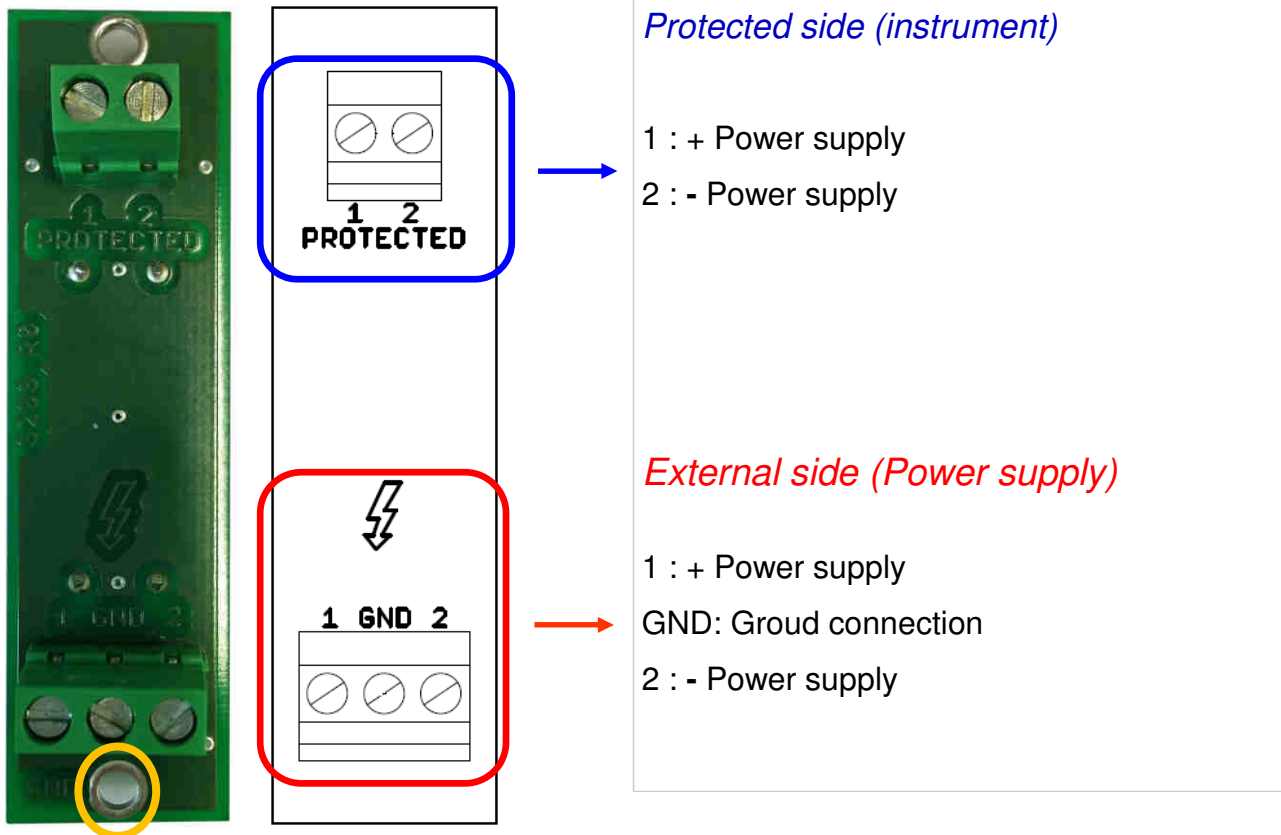 Protected side (instrument)
1 : + Power supply
2 : - Power supply
1 2
PROTECTED
1 2
PROTECTED
External side (Power supply)
1 : + Power supply
GND: Groud connection
2 : - Power supply
1 GND 2
1 GND 2
GND